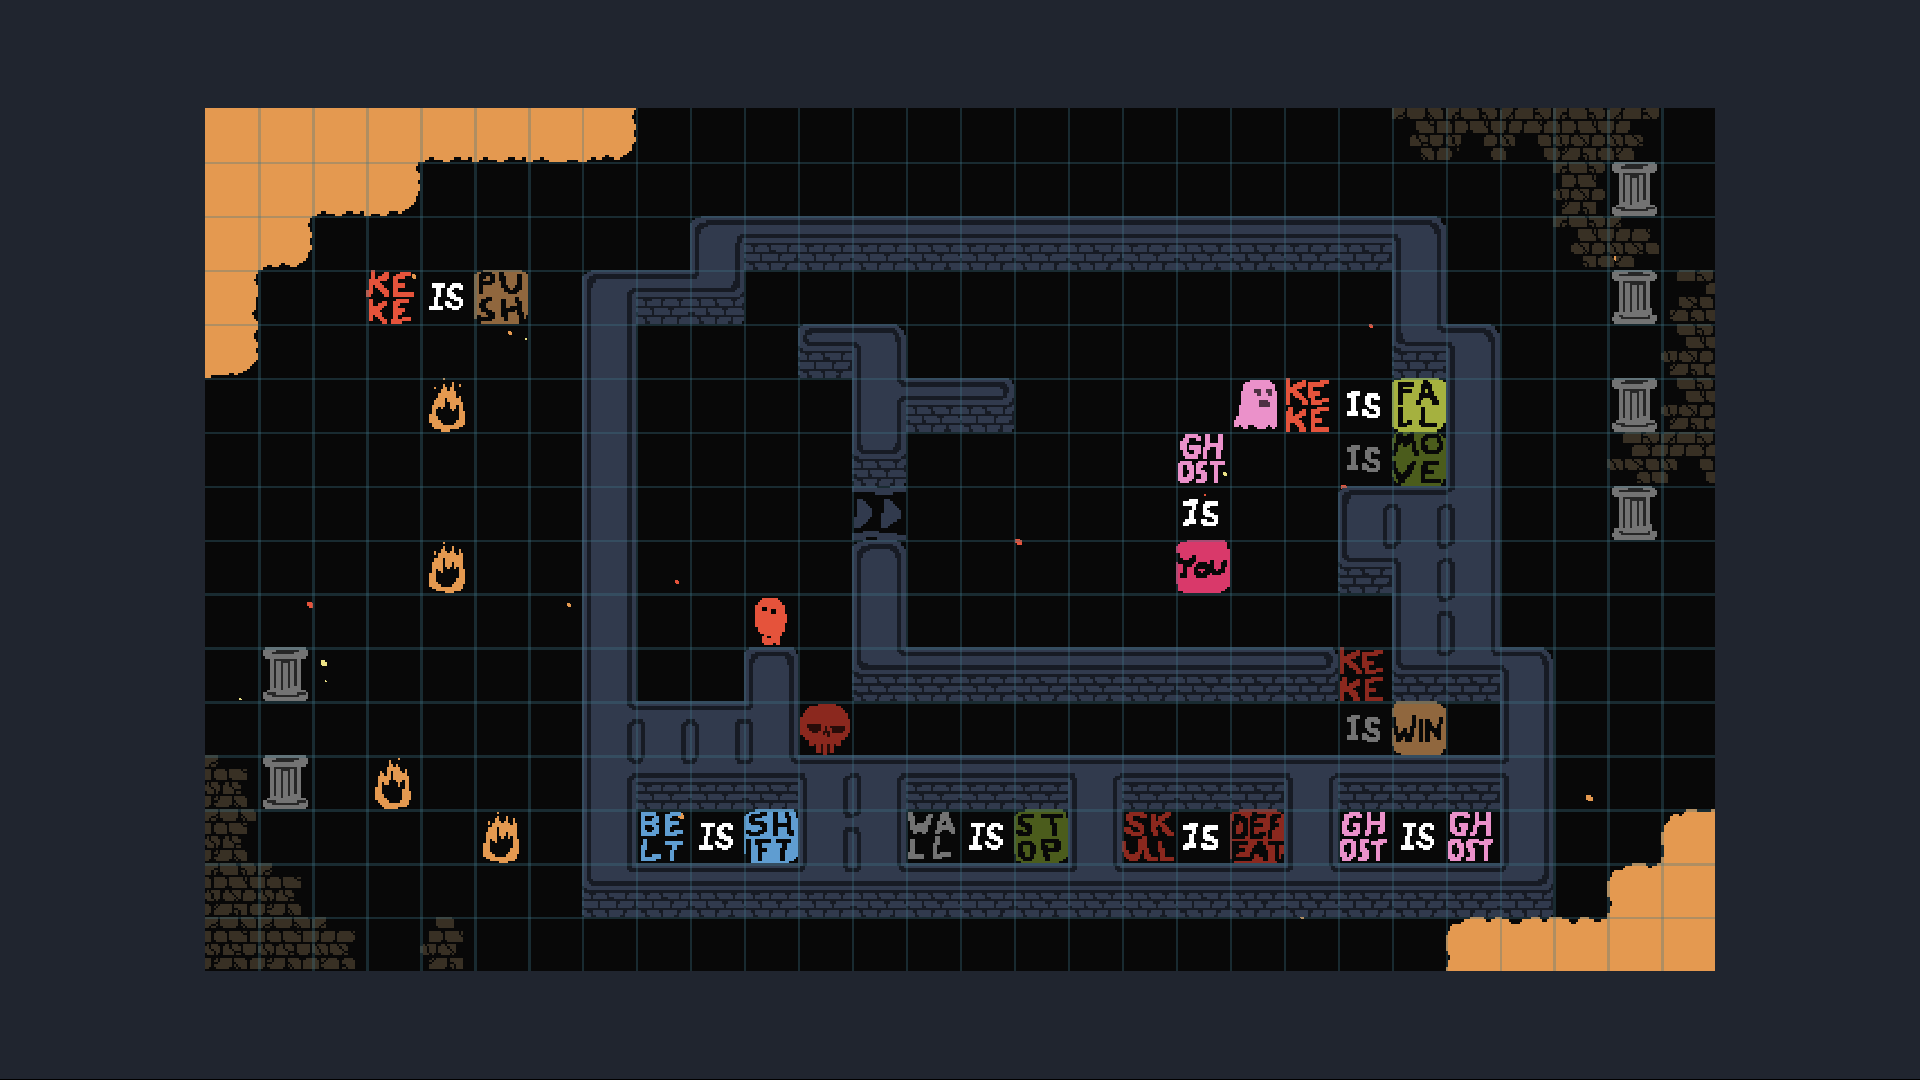 KEKE IS PUSH
KEKE IS FALL
GHOST
IS MOVE
IS
YOU
KEKE
IS WIN
BELT IS SHIFT
WALL IS STOP
SKULL IS DEFEAT
GHOST IS GHOST